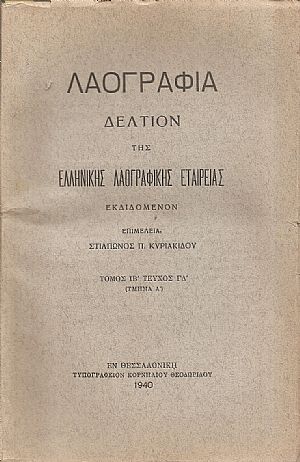 ΛΑΟΓΡΑΦΙΑ
ΔΕΛΤΙΟΝ
ΤΗΣ
ΕΛΛΗΝΙΚΗΣ ΛΑΟΓΡΑΦΙΚΗΣ ΕΤΑΙΡΕΙΑΣ
ΕΚΔΙΔΟΜΕΝΟΝ
ΕΠΙΜΕΛΕΙΑ
ΣΤΙΛΠΩΝΟΣ Π. ΚΥΡΙΑΚΙΔΟΥ
ΤΟΜΟΣ ΙΒ' ΤΕΥΧΟΣ ΓΔ'
(ΤΜΗΜΑ Α')
ΕΝ ΘΕΣΣΑΛΟΝΙΚΗ
ΤΥΠΟΓΡΑΦΕΙΟΝ ΚΟΡΝΗΛΙΟΥ ΘΕΟΔΩΡΙΔΟΥ
1940